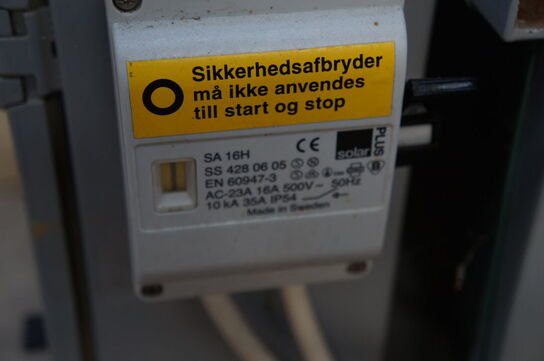 Sikkerhedsafbryder
må ikke anvendes
till start og stop
SA 16H
CE
solar PLUS
SS 428 06 05
EN 60947-3
AC-23A 16A 500V~ 50Hz
10 kA 35A IP54
Made in Sweden